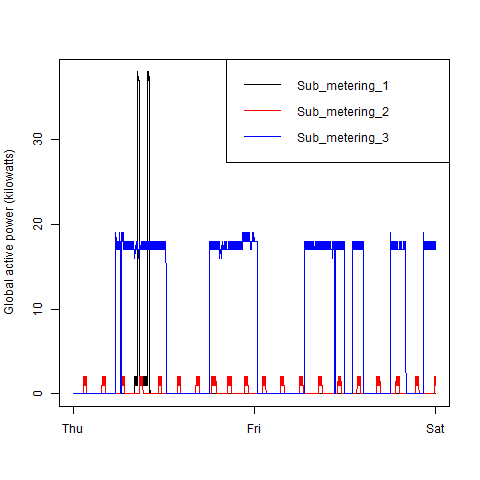 Sub_metering_1
Sub_metering_2
Sub_metering_3
Global active power (kilowatts)
30
20
10
0
Thu Fri Sat